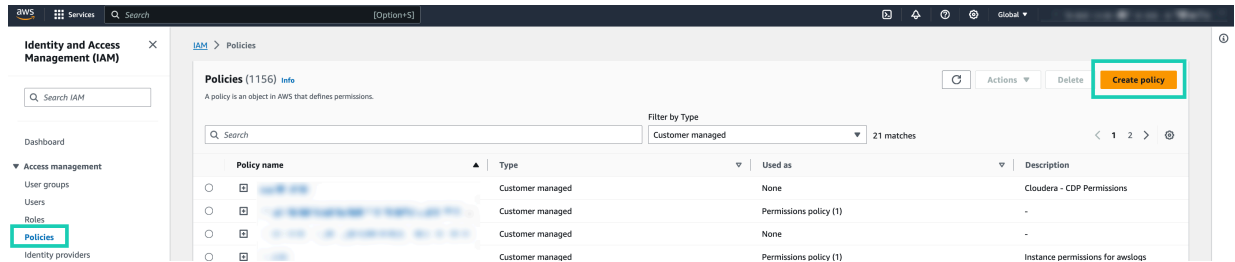 aws Services Search [Option+S] Global ▼
Identity and Access Management (IAM) ×
Search IAM
Dashboard
▼ Access management
User groups
Users
Roles
Policies
Identity providers
IAM > Policies
Policies (1156) Info
A policy is an object in AWS that defines permissions.
Actions ▼ Delete Create policy
Filter by Type
Search Customer managed ▼ 21 matches < 1 2 >
Policy name ▲ Type ▽ Used as ▽ Description
Customer managed None Cloudera - CDP Permissions
Customer managed Permissions policy (1) -
Customer managed None -
Customer managed Permissions policy (1) Instance permissions for awslogs